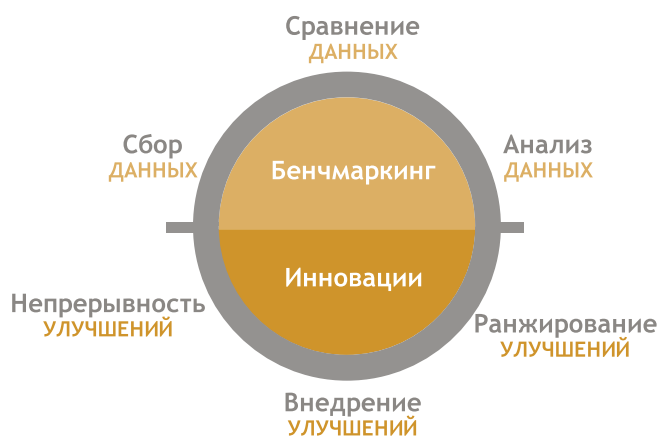 Сравнение
ДАННЫХ
Сбор
ДАННЫХ
Анализ
ДАННЫХ
Бенчмаркинг
Инновации
Непрерывность
УЛУЧШЕНИЙ
Ранжирование
УЛУЧШЕНИЙ
Внедрение
УЛУЧШЕНИЙ